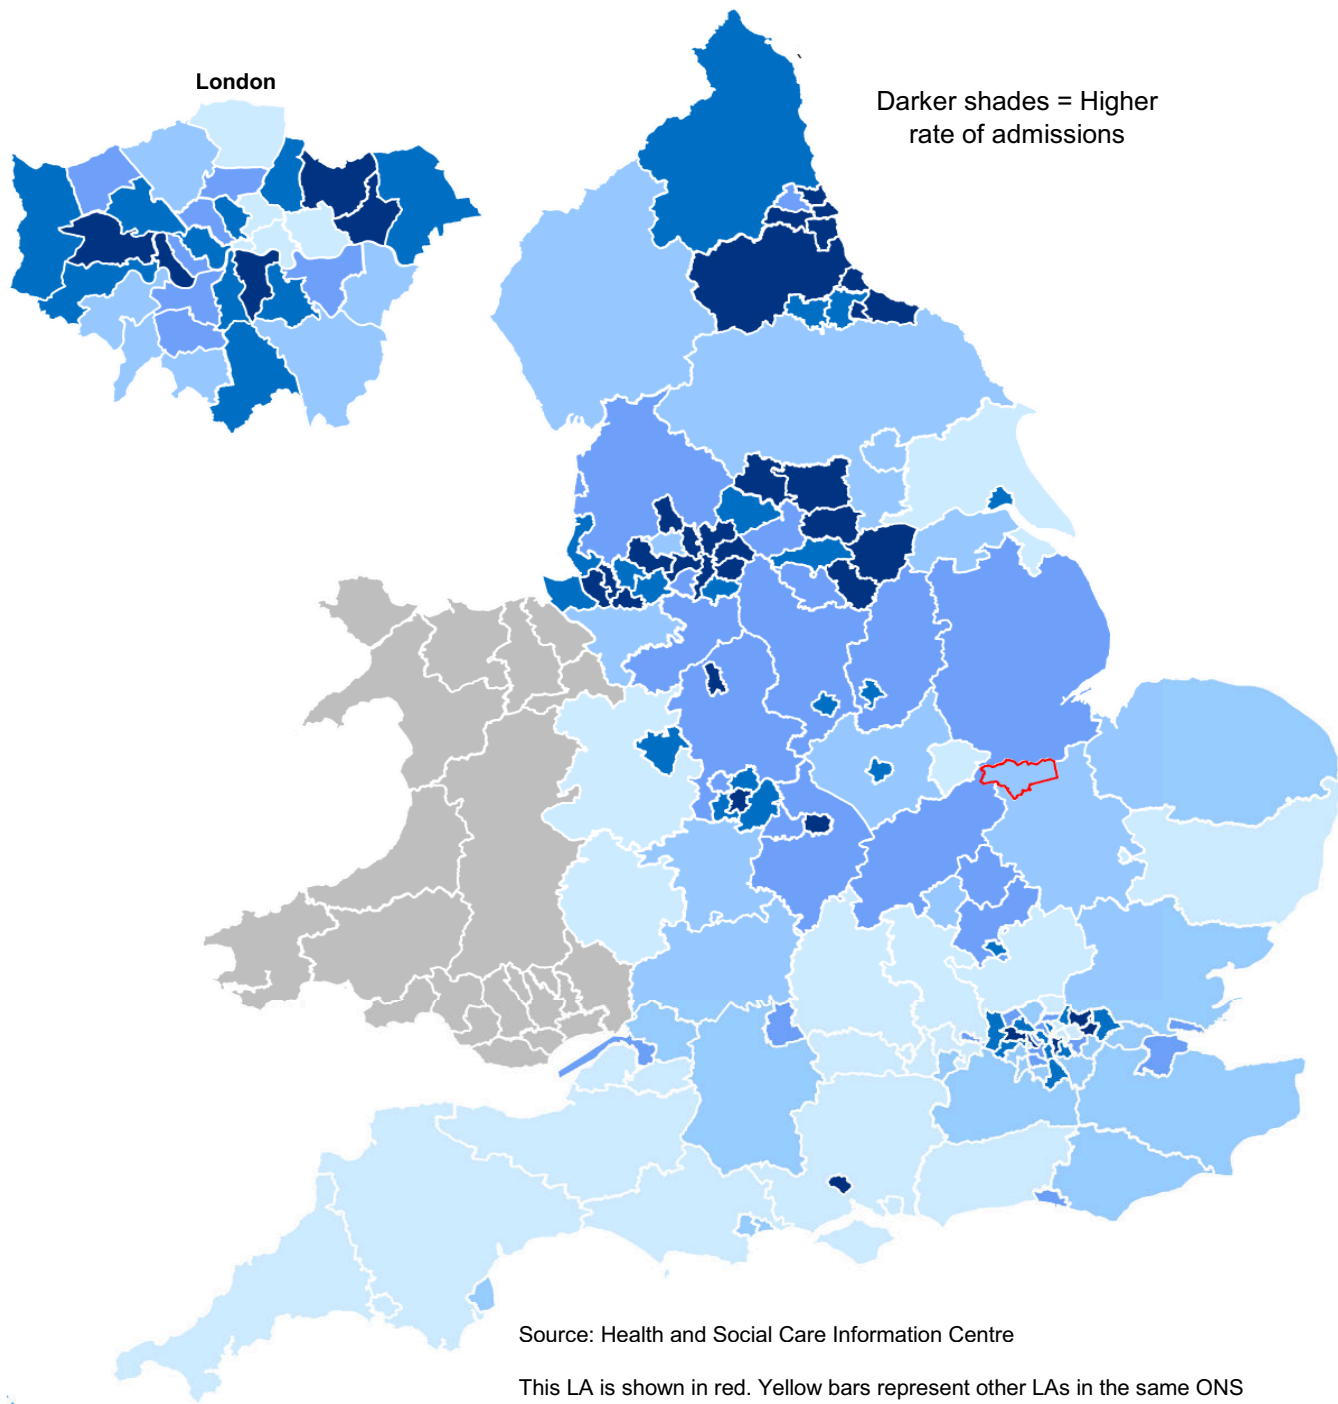 London
Darker shades = Higher
rate of admissions
Source: Health and Social Care Information Centre
This LA is shown in red. Yellow bars represent other LAs in the same ONS